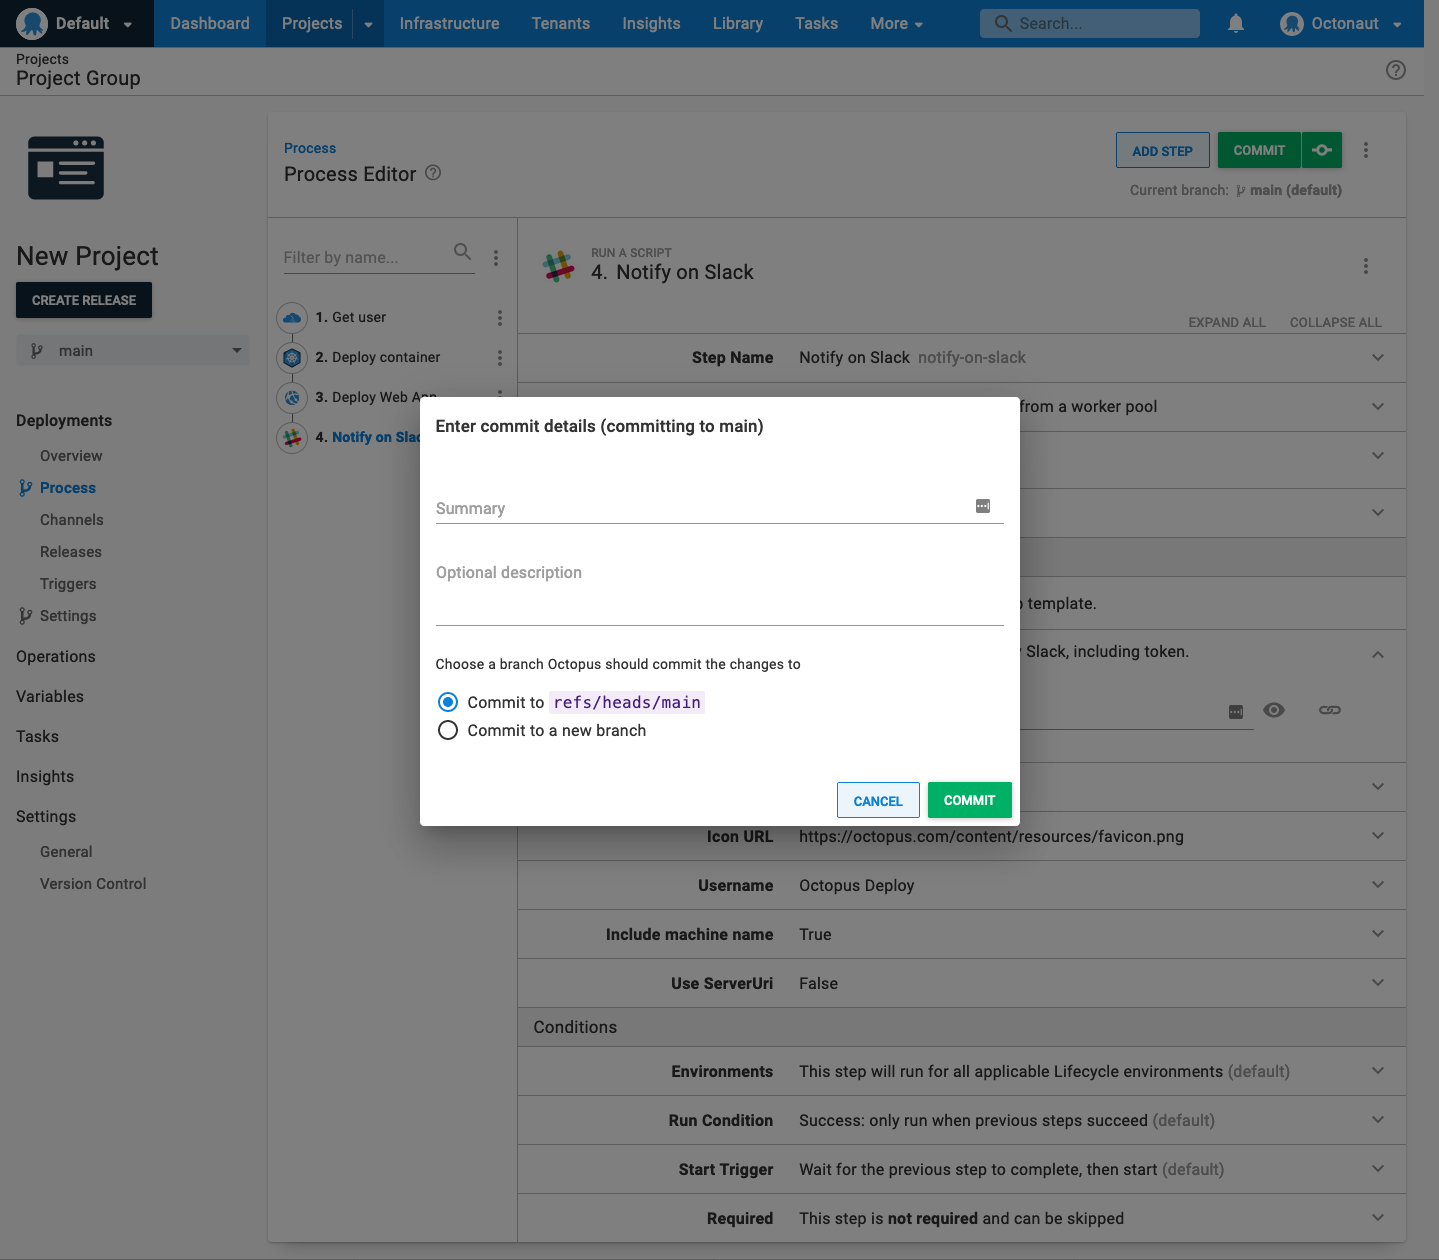 Default
Dashboard
Projects
Infrastructure
Tenants
Insights
Library
Tasks
More
Search...
Octonaut
Projects
Project Group
New Project
CREATE RELEASE
main
Deployments
Overview
Process
Channels
Releases
Triggers
Settings
Operations
Variables
Tasks
Insights
Settings
General
Version Control
Process
Process Editor
ADD STEP
COMMIT
Current branch: main (default)
Filter by name...
1. Get user
2. Deploy container
3. Deploy Web App
4. Notify on Slac
RUN A SCRIPT
4. Notify on Slack
EXPAND ALL COLLAPSE ALL
Step Name Notify on Slack notify-on-slack
from a worker pool
template.
Slack, including token.
Enter commit details (committing to main)
Summary
Optional description
Choose a branch Octopus should commit the changes to
Commit to refs/heads/main
Commit to a new branch
CANCEL
COMMIT
Icon URL https://octopus.com/content/resources/favicon.png
Username Octopus Deploy
Include machine name True
Use ServerUri False
Conditions
Environments This step will run for all applicable Lifecycle environments (default)
Run Condition Success: only run when previous steps succeed (default)
Start Trigger Wait for the previous step to complete, then start (default)
Required This step is not required and can be skipped